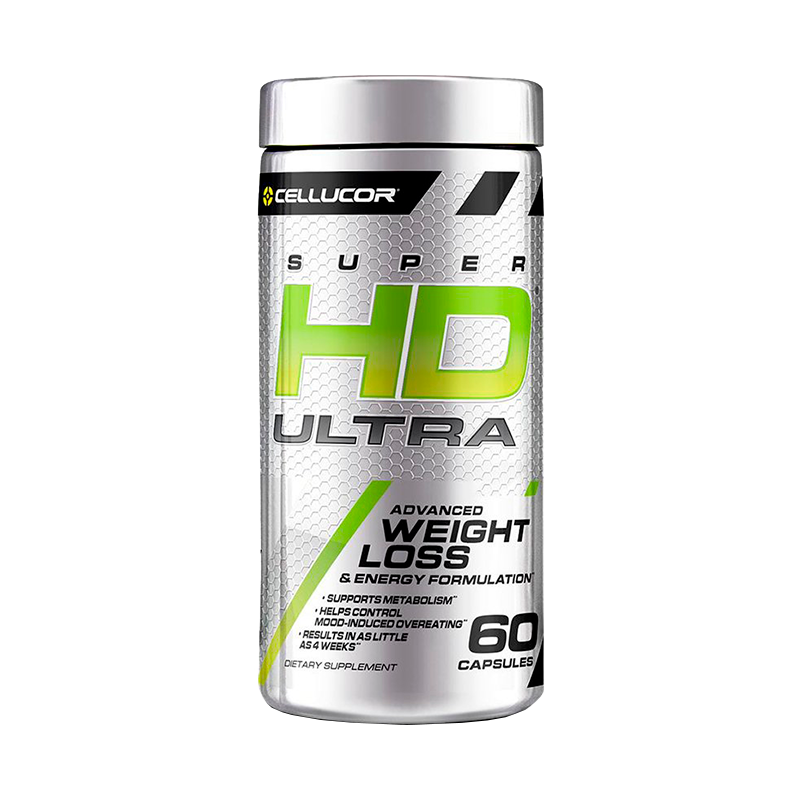 CELLUCOR®
SUPER
HD
ULTRA
ADVANCED
WEIGHT
LOSS
& ENERGY FORMULATION**
• SUPPORTS METABOLISM**
• HELPS CONTROL
MOOD-INDUCED OVEREATING**
• RESULTS IN AS LITTLE
AS 4 WEEKS**
60
CAPSULES
DIETARY SUPPLEMENT